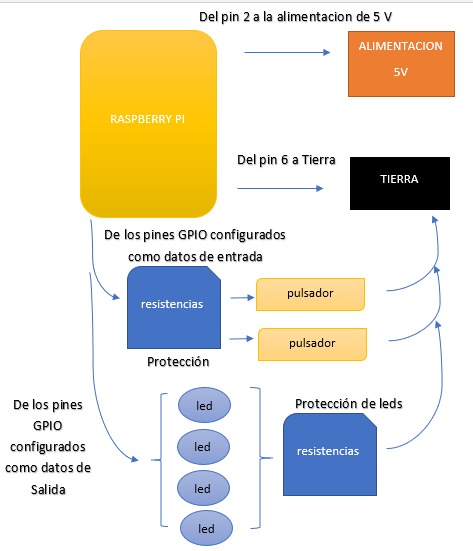 Del pin 2 a la alimentacion de 5 V
ALIMENTACION
5V
RASPBERRY PI
Del pin 6 a Tierra
TIERRA
De los pines GPIO configurados
como datos de entrada
resistencias
pulsador
pulsador
Protección
De los pines
GPIO
configurados
como datos de
Salida
led
led
led
led
Protección de leds
resistencias